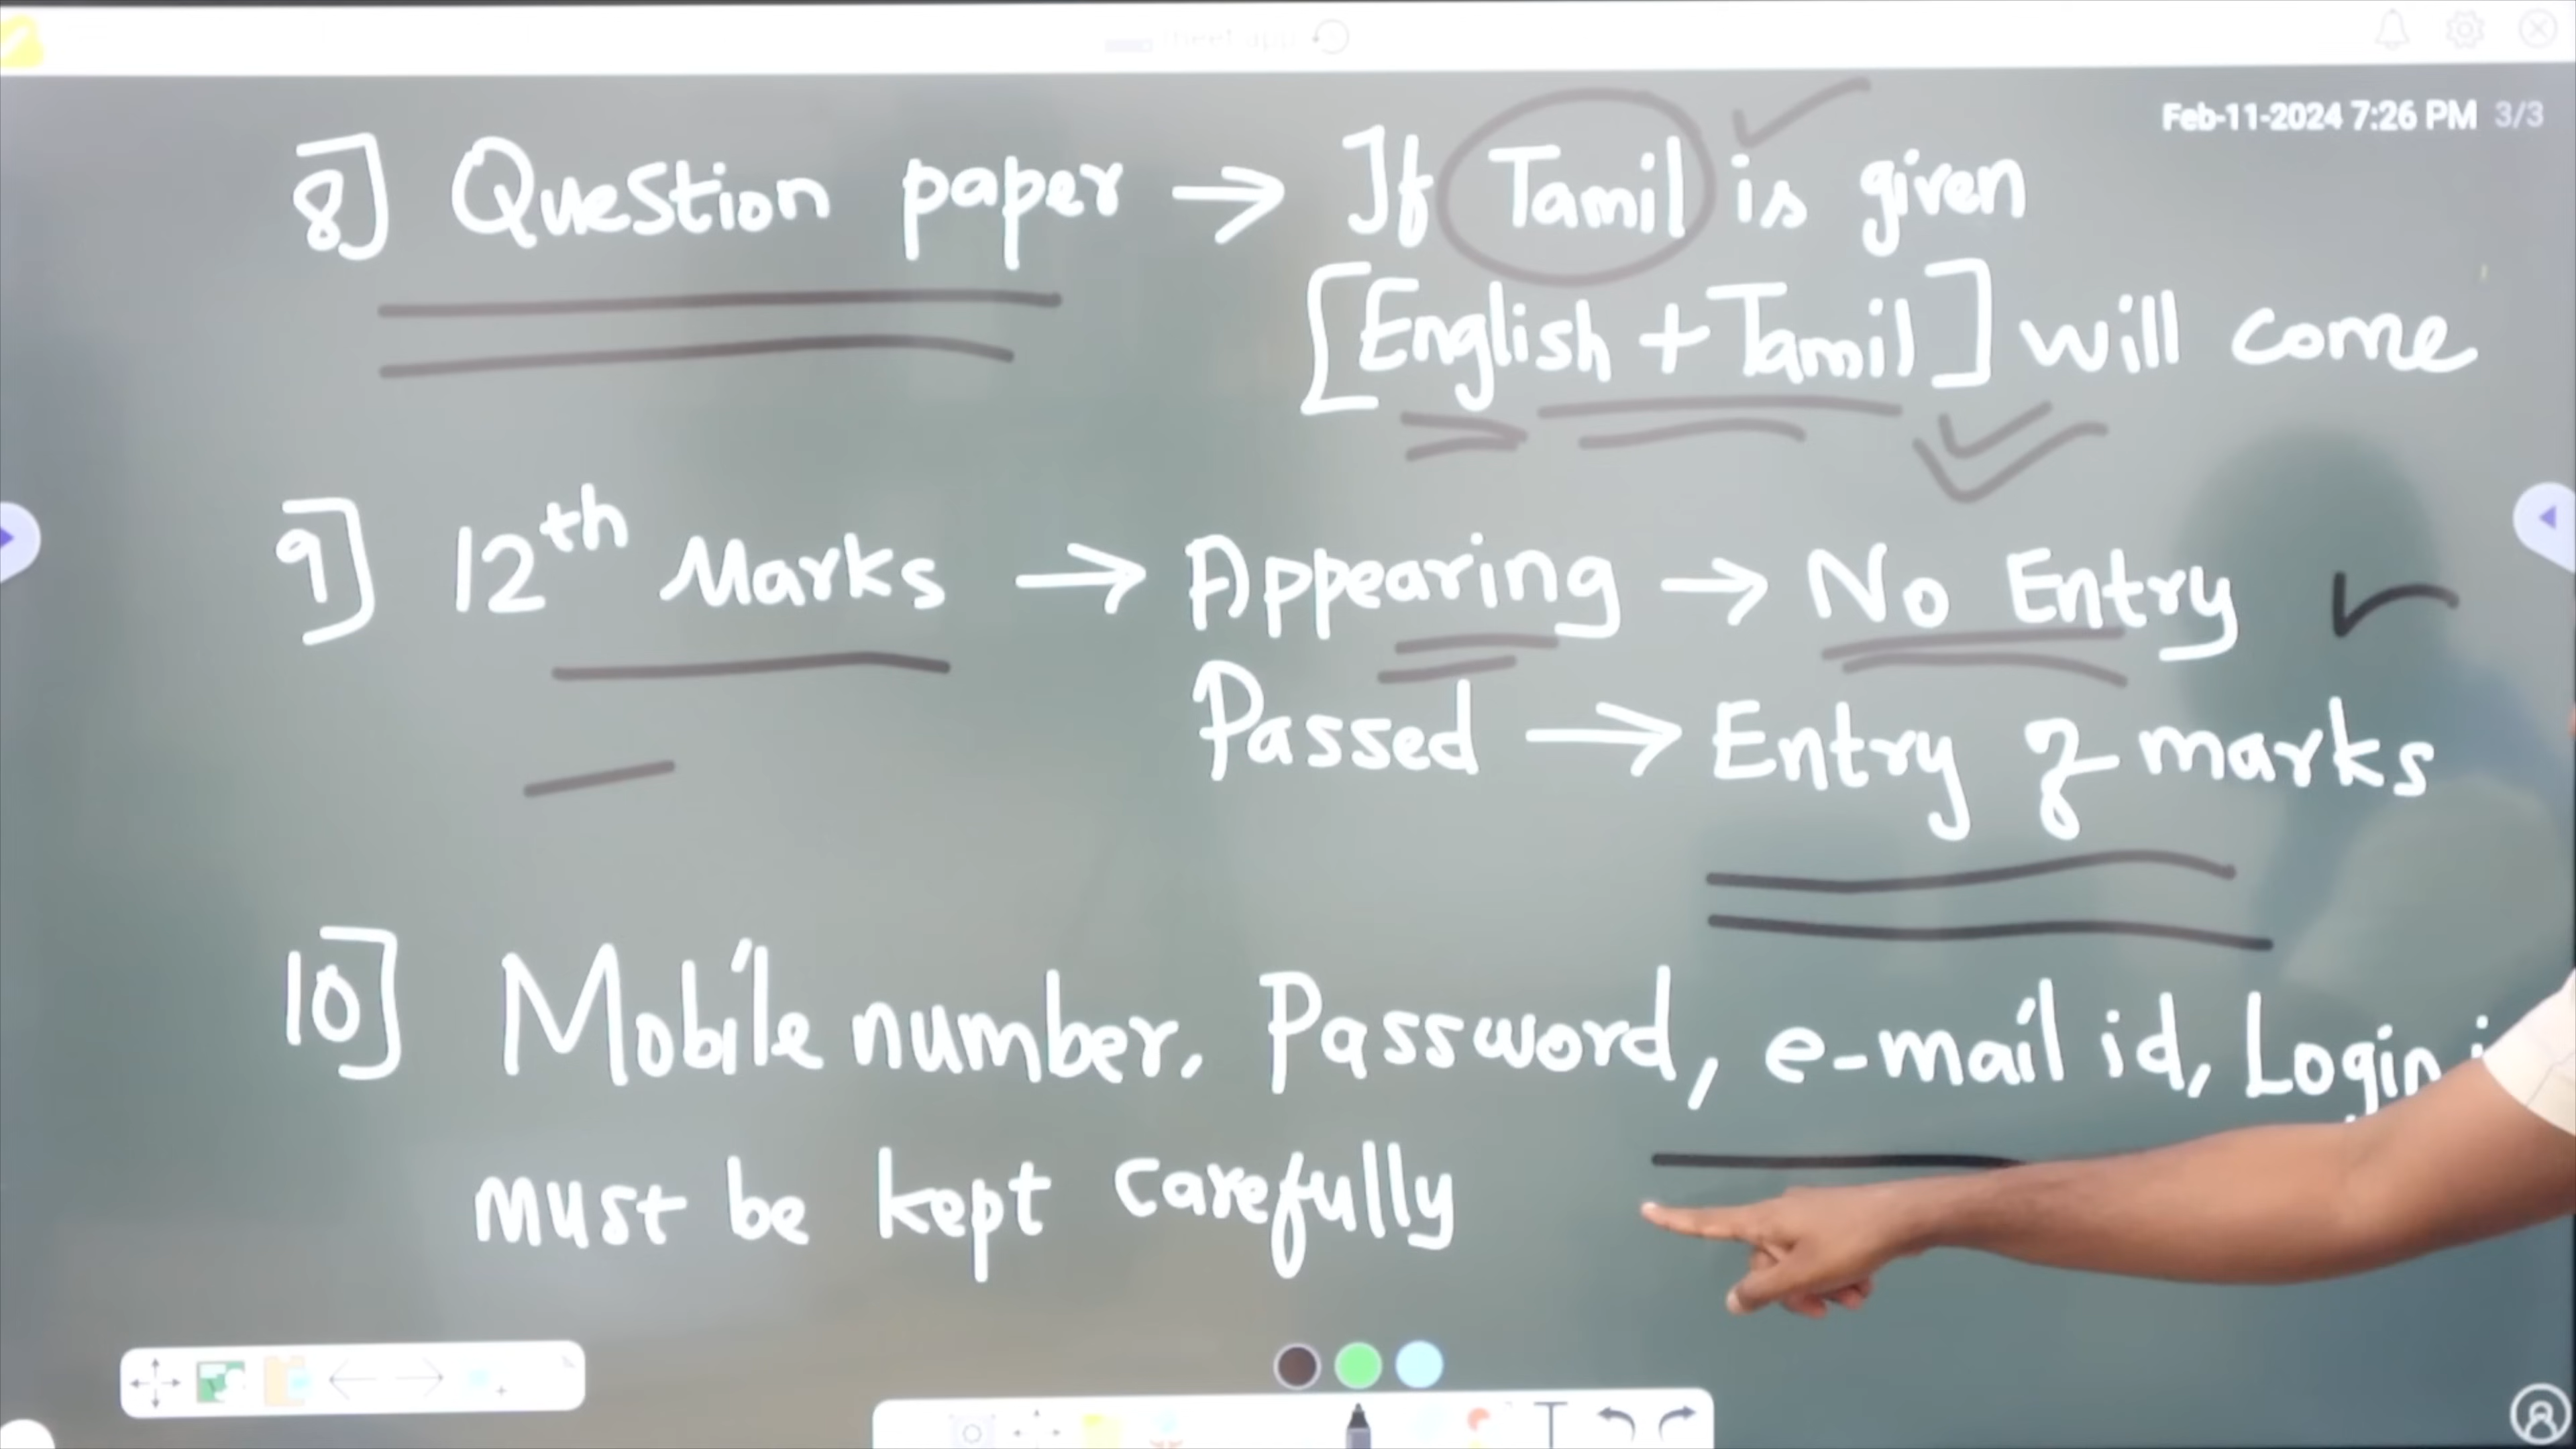 Feb-11-2024 7:26 PM 3/3
8] Question paper → If Tamil is given
[English + Tamil] will come
9] 12th Marks → Appearing → No Entry
Passed → Entry of marks
10] Mobile number, Password, e-mail id, Login
must be kept carefully